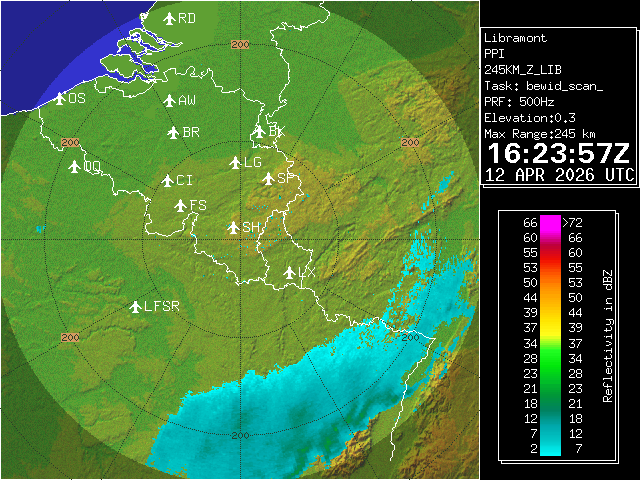 Libramont
PPI
245KM_Z_LIB
Task: bewid_scan_
PRF: 500Hz
Elevation:0.3
Max Range:245 km
16:23:57Z
12 APR 2026 UTC
RD
200
OS
AW
BR
BK
200
200
QQ
LG
CI
SP
FS
SH
LX
LFSR
200
200
200
66 >72
60 66
55 60
53 55
50 53
44 50
39 44
37 39
34 37
28 34
23 28
21 23
18 21
12 18
7 12
2 7
Reflectivity in dBZ